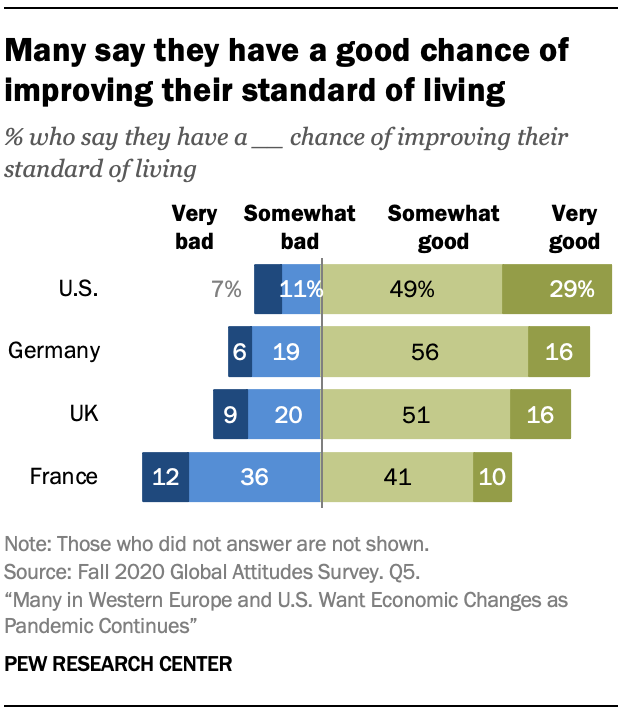 Many say they have a good chance of
improving their standard of living
% who say they have a __ chance of improving their
standard of living
Very bad Somewhat bad Somewhat good Very good
U.S. 7% 11% 49% 29%
Germany 6 19 56 16
UK 9 20 51 16
France 12 36 41 10
Note: Those who did not answer are not shown.
Source: Fall 2020 Global Attitudes Survey. Q5.
“Many in Western Europe and U.S. Want Economic Changes as
Pandemic Continues”
PEW RESEARCH CENTER